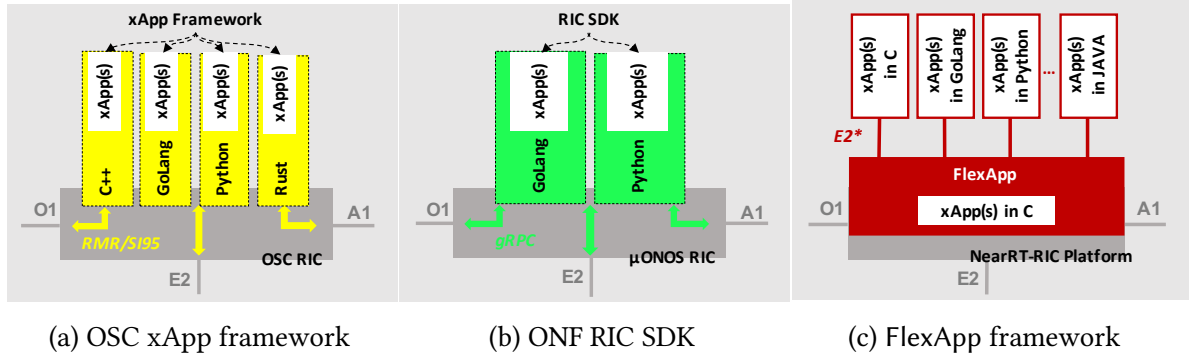 xApp Framework
xApp(s)
xApp(s)
xApp(s)
xApp(s)
C++
GoLang
Python
Rust
O1
A1
RMR/SI95
OSC RIC
E2
(a) OSC xApp framework
RIC SDK
xApp(s)
xApp(s)
GoLang
Python
O1
A1
gRPC
μONOS RIC
E2
(b) ONF RIC SDK
xApp(s)
in C
xApp(s)
in GoLang
xApp(s)
in Python
...
xApp(s)
in JAVA
E2*
FlexApp
xApp(s) in C
O1
A1
NearRT-RIC Platform
E2
(c) FlexApp framework